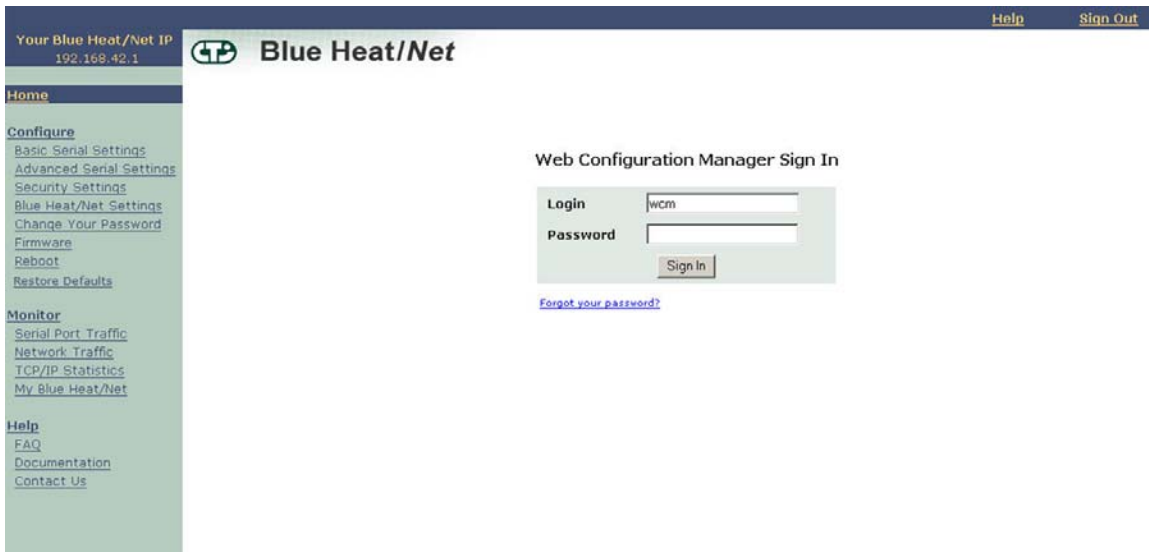 Help Sign Out
Your Blue Heat/Net IP
192.168.42.1
CTP Blue Heat/Net
Home
Configure
Basic Serial Settings
Advanced Serial Settings
Security Settings
Blue Heat/Net Settings
Change Your Password
Firmware
Reboot
Restore Defaults
Monitor
Serial Port Traffic
Network Traffic
TCP/IP Statistics
My Blue Heat/Net
Help
FAQ
Documentation
Contact Us
Web Configuration Manager Sign In
Login wcm
Password
Sign In
Forgot your password?